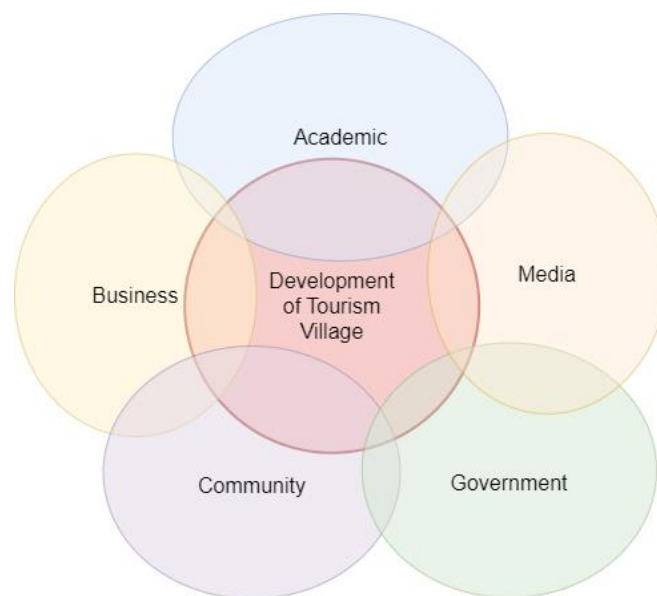 Academic
Media
Business
Development
of Tourism
Village
Community
Government